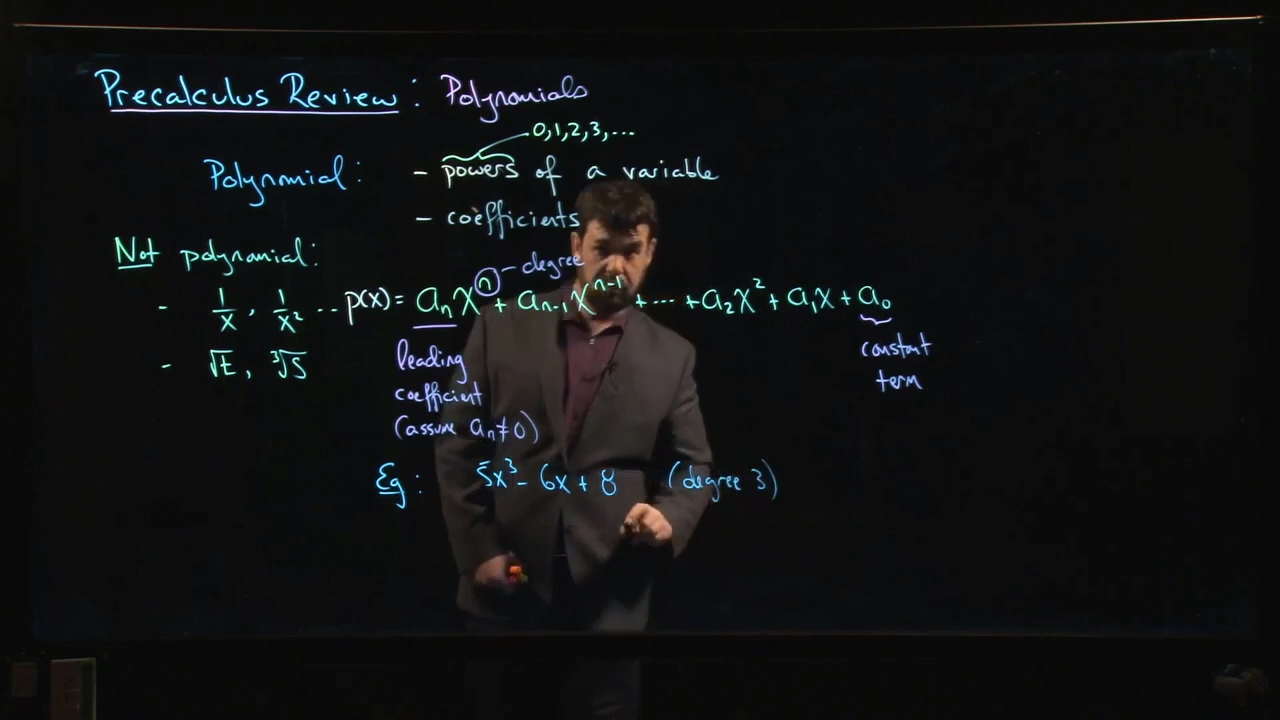 Precalculus Review: Polynomials
0,1,2,3,...
Polynomial: - powers of a variable
- coefficients
Not polynomial:
- degree
- 1/x, 1/x² ... p(x) = aₙxⁿ + aₙ₋₁xⁿ⁻¹ + ... + a₂x² + a₁x + a₀
- √t, ³√s
leading
coefficient
(assume aₙ≠0)
constant
term
Eg: 5x³ - 6x + 8 (degree 3)